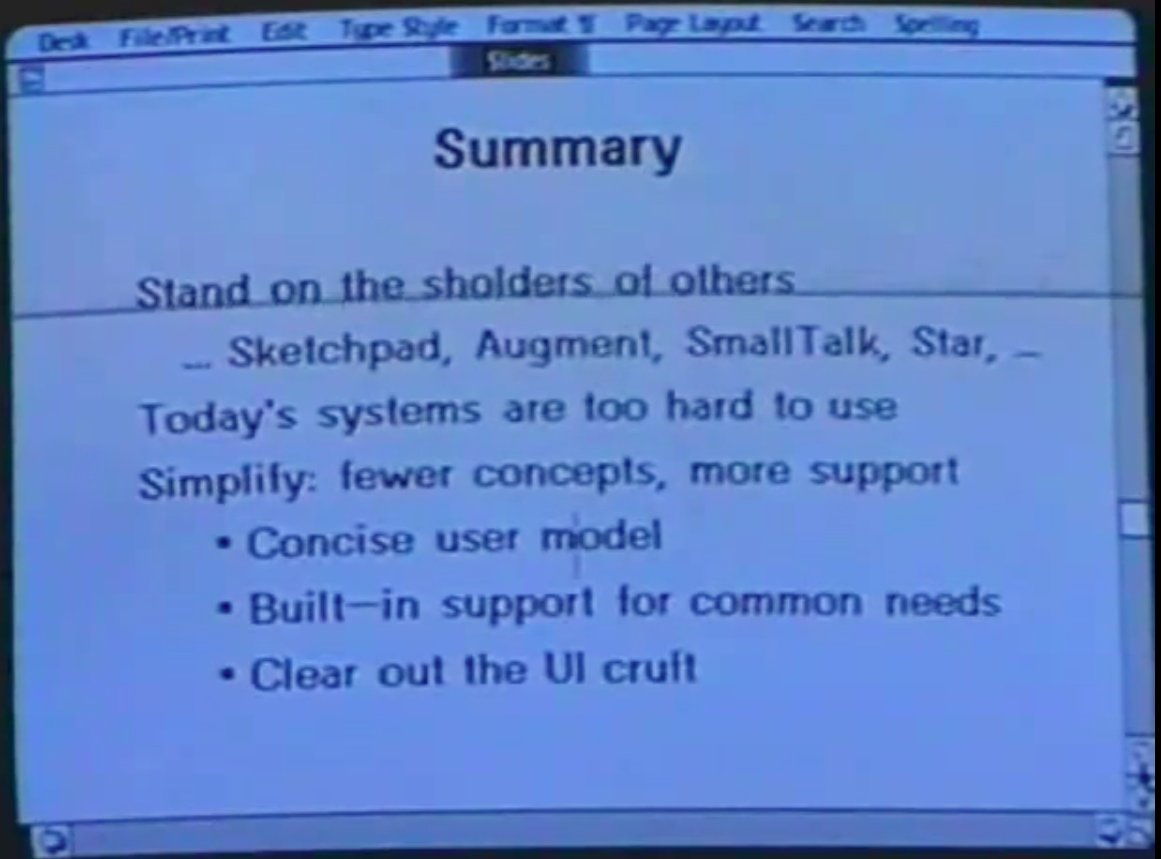 Desk File/Print Edit Type Style Format ¶ Page Layout Search Spelling
Slides
Summary
Stand on the sholders of others
... Sketchpad, Augment, SmallTalk, Star, ...
Today's systems are too hard to use
Simplify: fewer concepts, more support
• Concise user model
• Built-in support for common needs
• Clear out the UI cruft